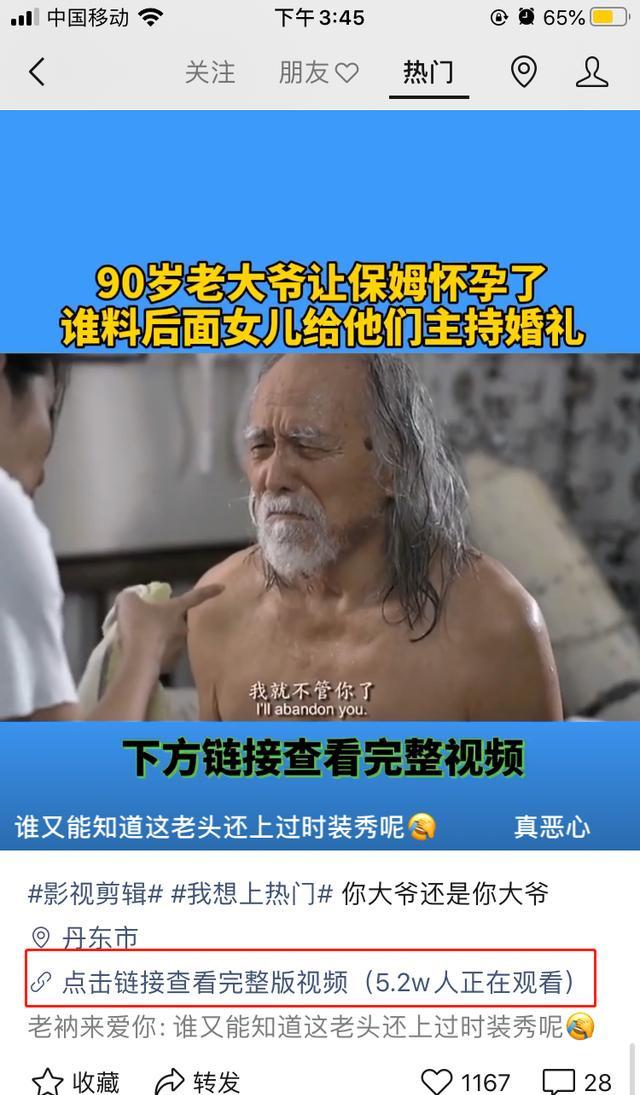 中国移动
下午3:45
65%
关注
朋友♡
热门
90岁老大爷让保姆怀孕了
谁料后面女儿给他们主持婚礼
我就不管你了
I'll abandon you.
下方链接查看完整视频
谁又能知道这老头还上过时装秀呢
真恶心
#影视剪辑# #我想上热门# 你大爷还是你大爷
丹东市
点击链接查看完整版视频（5.2w人正在观看）
老衲来爱你: 谁又能知道这老头还上过时装秀呢
收藏
转发
1167
28